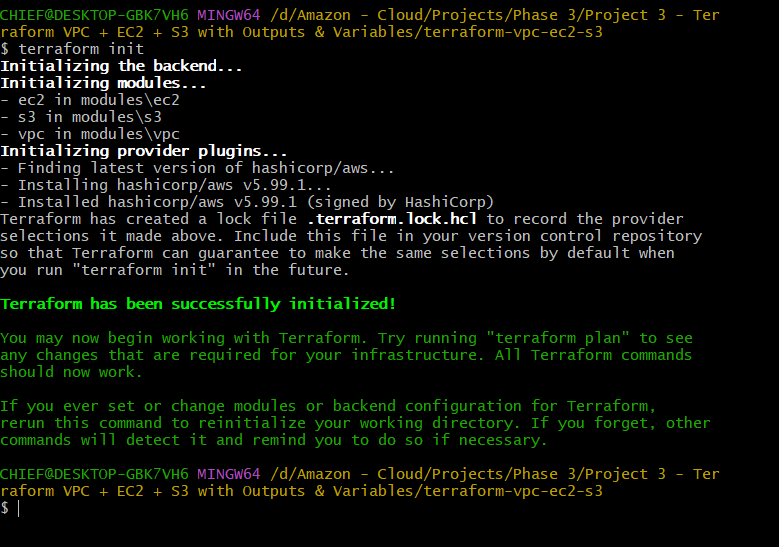 CHIEF@DESKTOP-GBK7VH6 MINGW64 /d/Amazon - Cloud/Projects/Phase 3/Project 3 - Ter
raform VPC + EC2 + S3 with Outputs & Variables/terraform-vpc-ec2-s3
$ terraform init
Initializing the backend...
Initializing modules...
- ec2 in modules\ec2
- s3 in modules\s3
- vpc in modules\vpc
Initializing provider plugins...
- Finding latest version of hashicorp/aws...
- Installing hashicorp/aws v5.99.1...
- Installed hashicorp/aws v5.99.1 (signed by HashiCorp)
Terraform has created a lock file .terraform.lock.hcl to record the provider
selections it made above. Include this file in your version control repository
so that Terraform can guarantee to make the same selections by default when
you run "terraform init" in the future.

Terraform has been successfully initialized!

You may now begin working with Terraform. Try running "terraform plan" to see
any changes that are required for your infrastructure. All Terraform commands
should now work.

If you ever set or change modules or backend configuration for Terraform,
rerun this command to reinitialize your working directory. If you forget, other
commands will detect it and remind you to do so if necessary.

CHIEF@DESKTOP-GBK7VH6 MINGW64 /d/Amazon - Cloud/Projects/Phase 3/Project 3 - Ter
raform VPC + EC2 + S3 with Outputs & Variables/terraform-vpc-ec2-s3
$